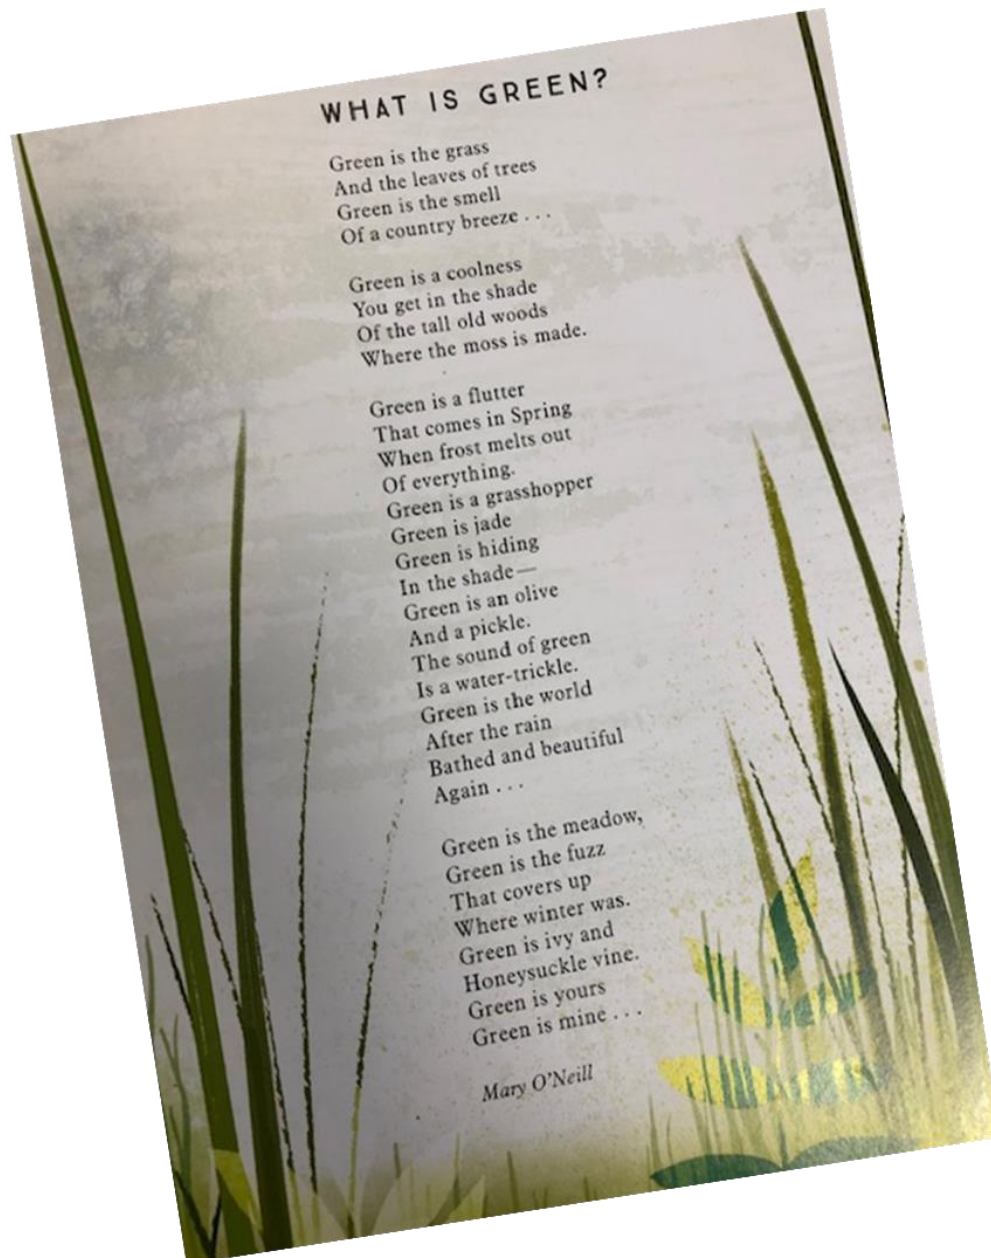 WHAT IS GREEN?
Green is the grass
And the leaves of trees
Green is the smell
Of a country breeze . . .
Green is a coolness
You get in the shade
Of the tall old woods
Where the moss is made.
Green is a flutter
That comes in Spring
When frost melts out
Of everything.
Green is a grasshopper
Green is jade
Green is hiding
In the shade—
Green is an olive
And a pickle.
The sound of green
Is a water-trickle.
Green is the world
After the rain
Bathed and beautiful
Again . . .
Green is the meadow,
Green is the fuzz
That covers up
Where winter was.
Green is ivy and
Honeysuckle vine.
Green is yours
Green is mine . . .
Mary O’Neill